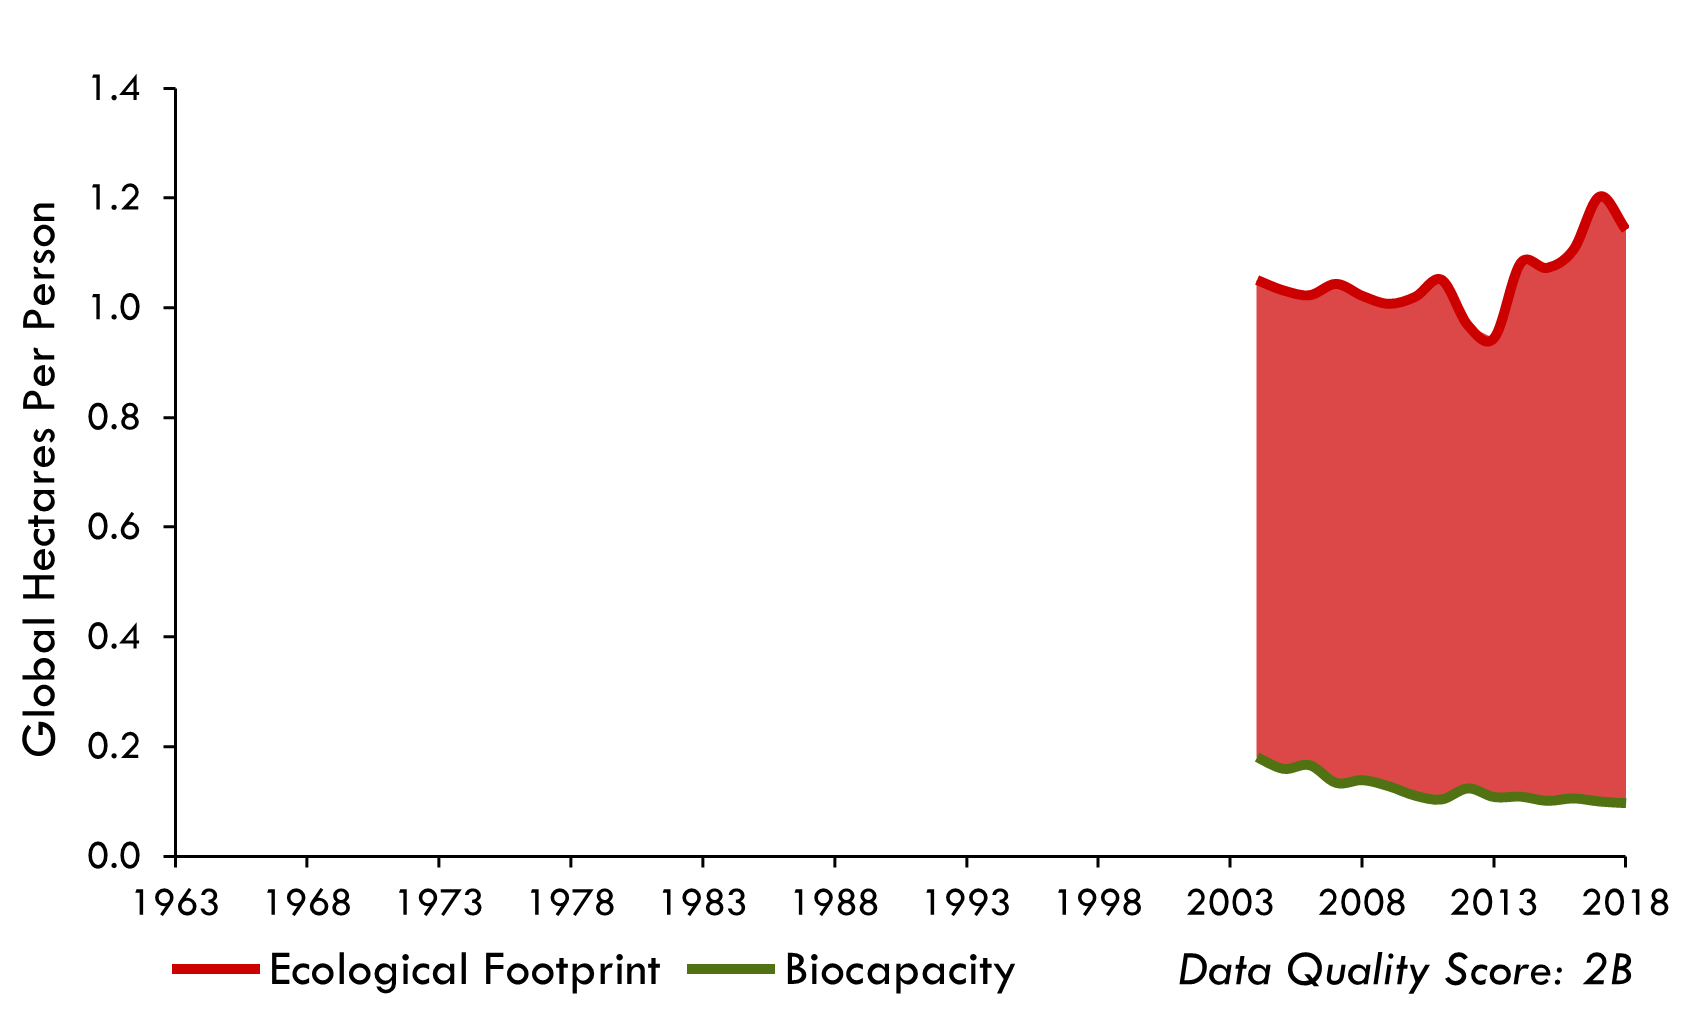 Global Hectares Per Person
1.4
1.2
1.0
0.8
0.6
0.4
0.2
0.0
1963 1968 1973 1978 1983 1988 1993 1998 2003 2008 2013 2018
Ecological Footprint Biocapacity Data Quality Score: 2B